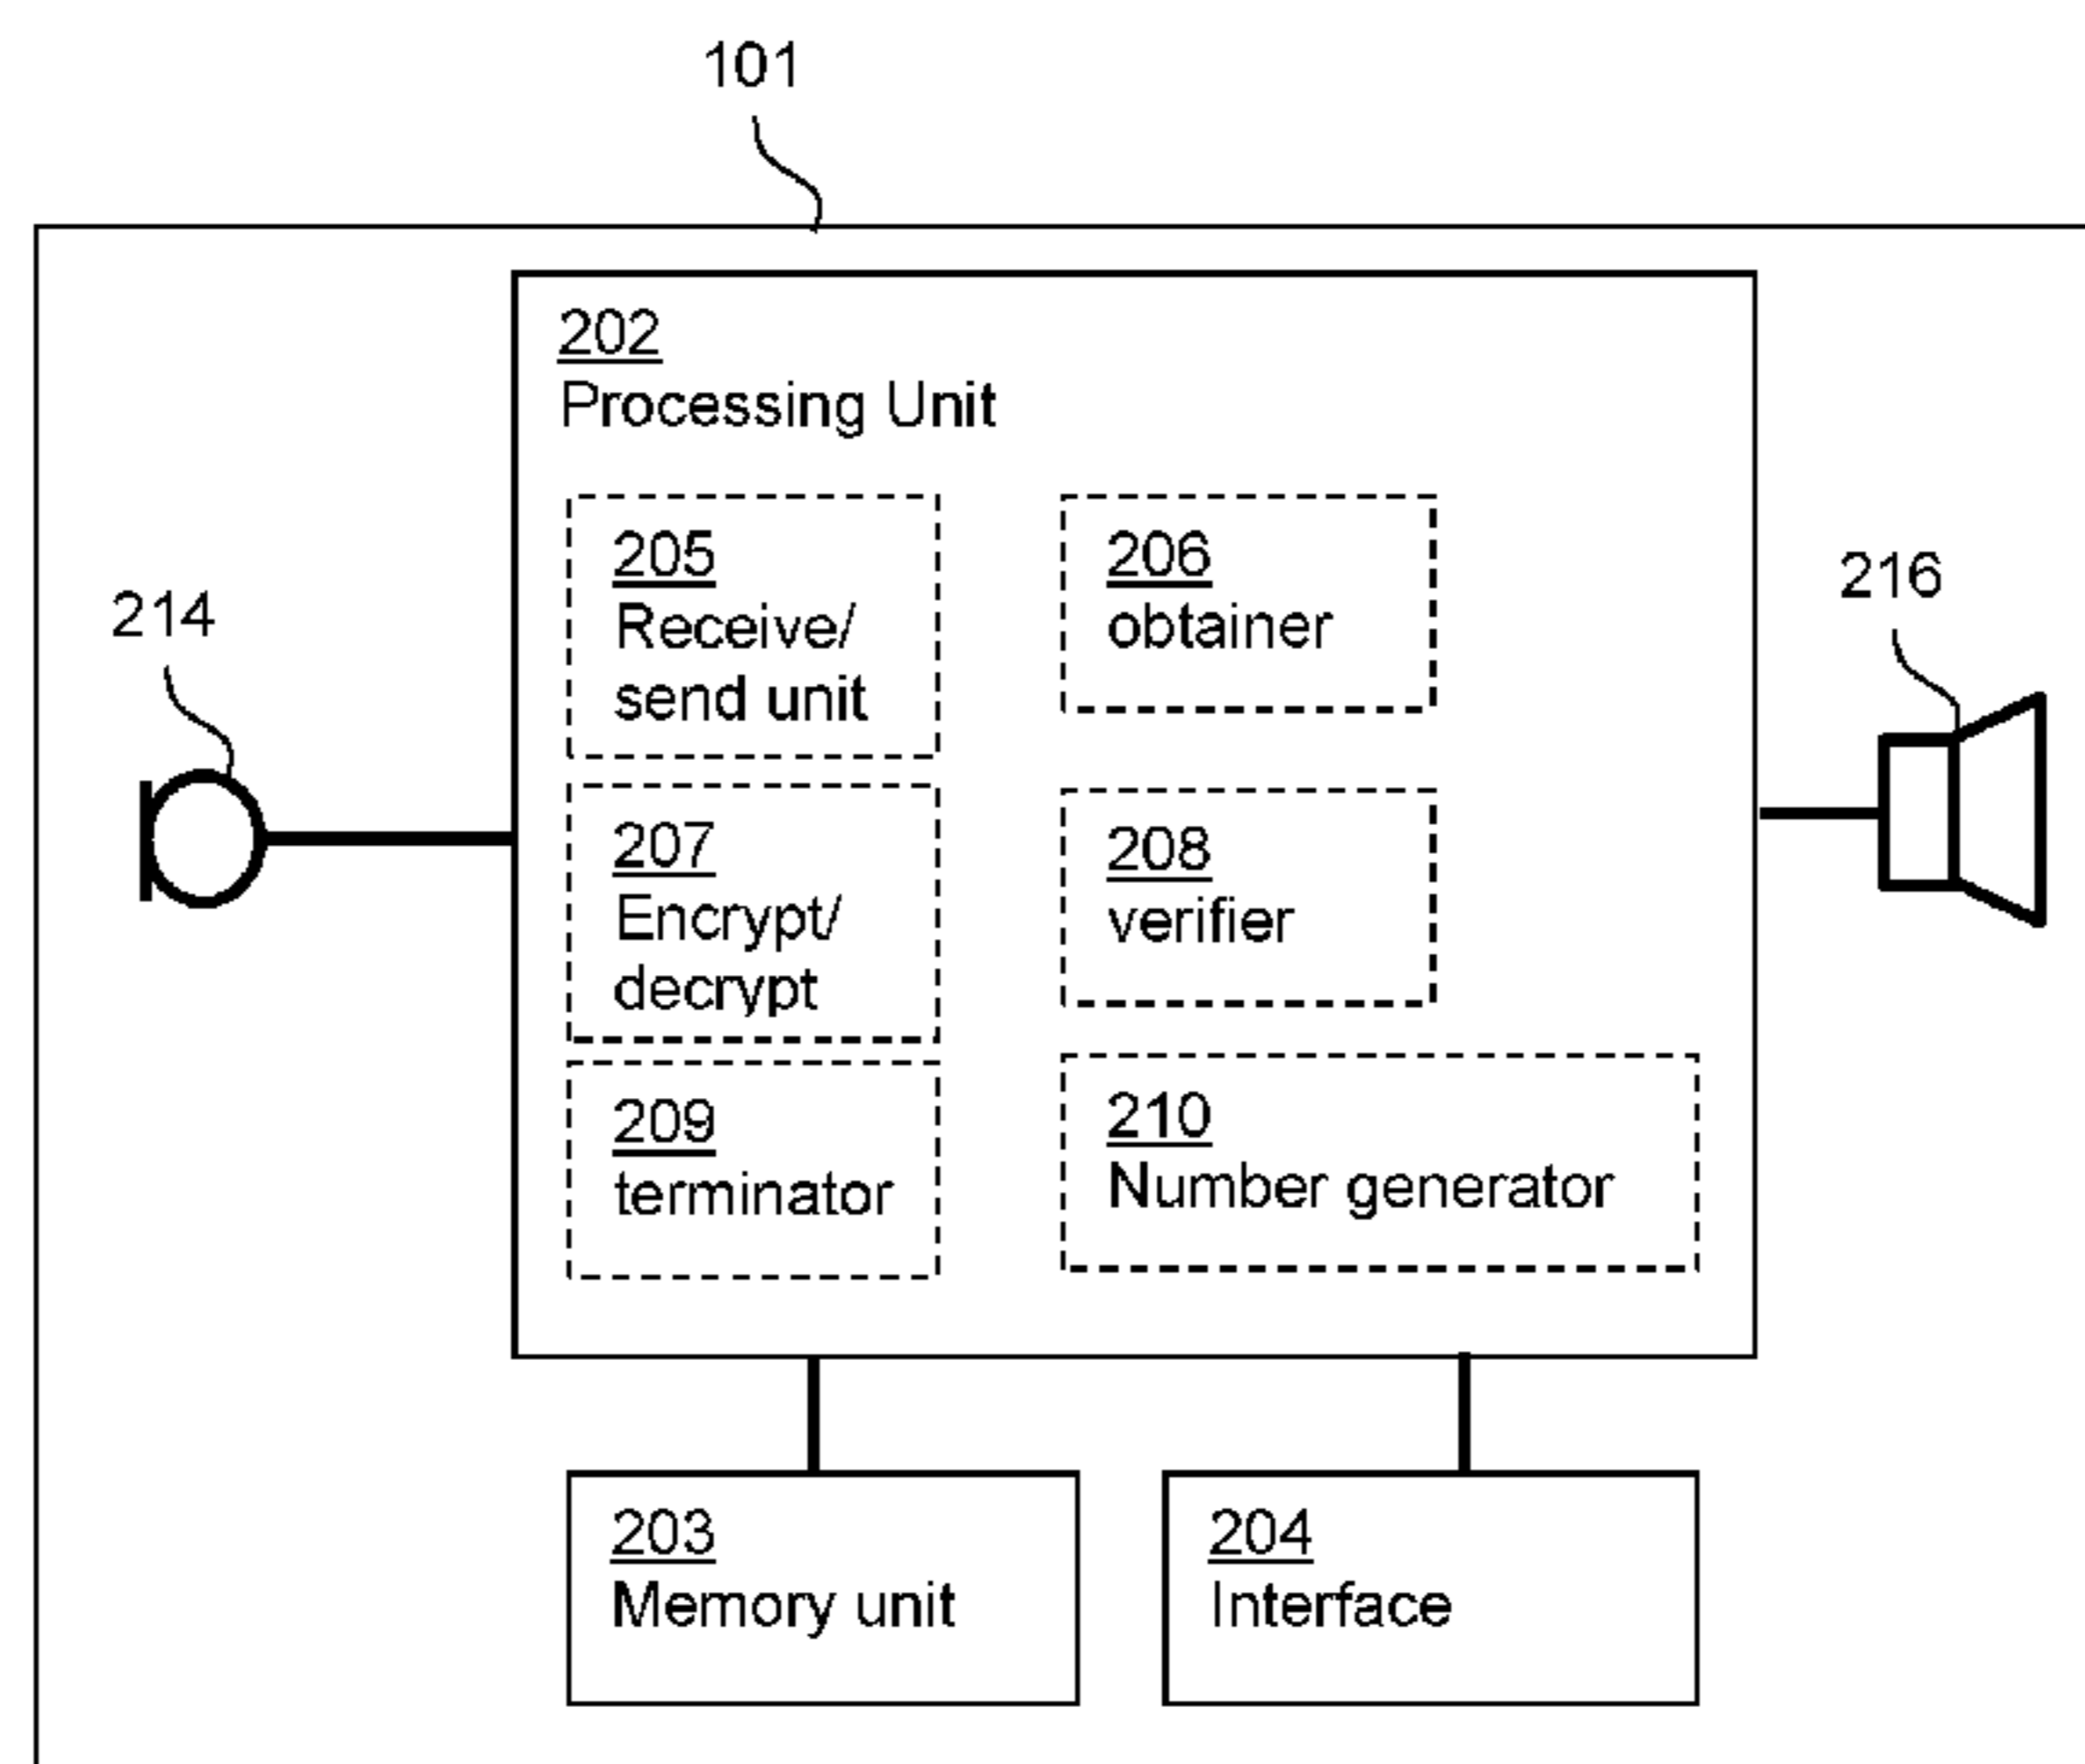 101
202
Processing Unit
205
Receive/
send unit
206
obtainer
214
216
207
Encrypt/
decrypt
208
verifier
209
terminator
210
Number generator
203
Memory unit
204
Interface